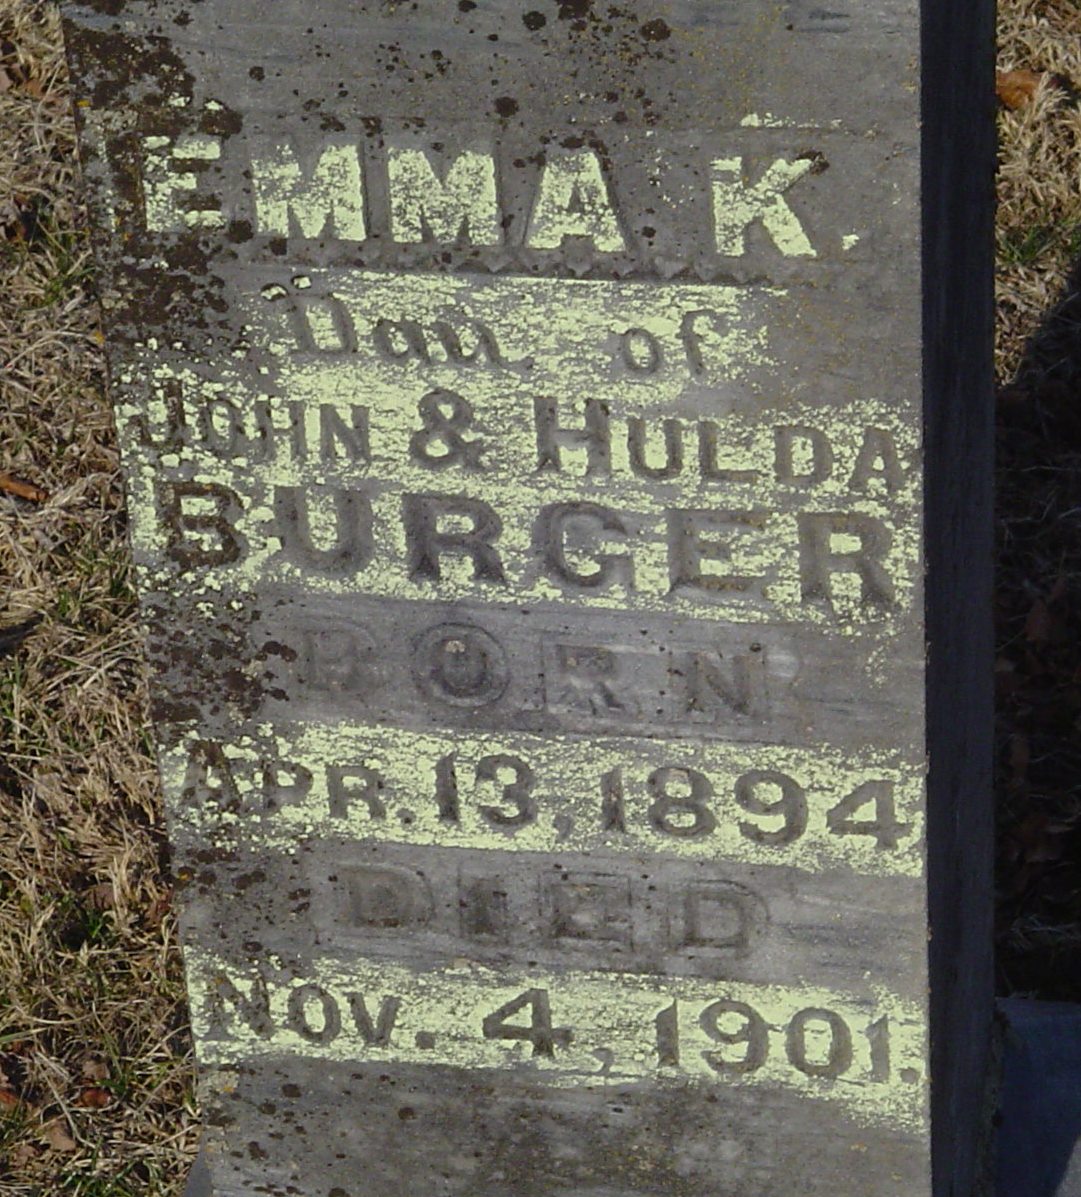 EMMA K.
Dau. of
JOHN & HULDA
BURGER
BORN
APR. 13, 1894.
DIED
NOV. 4, 1901.